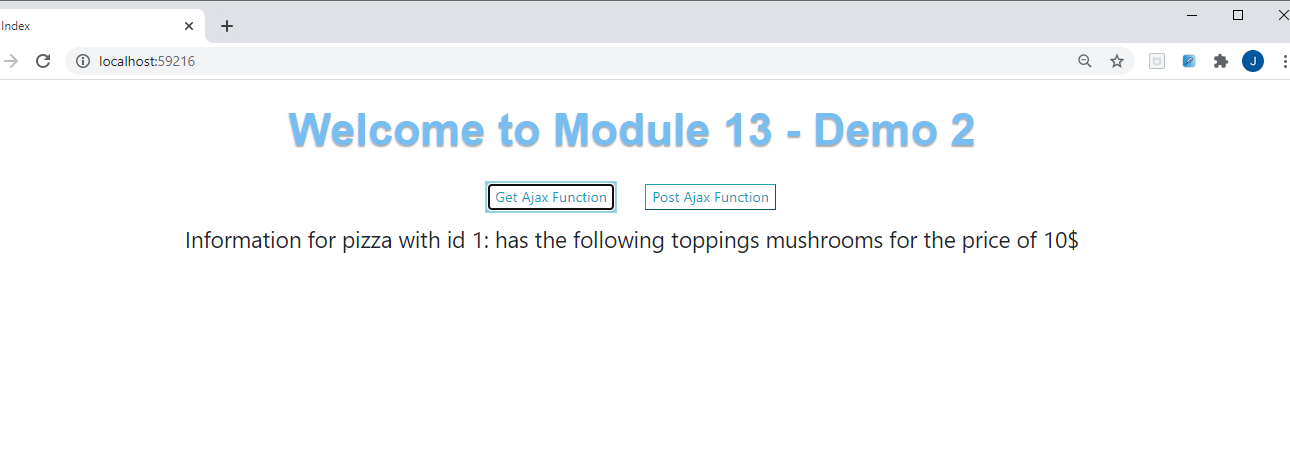 Index
localhost:59216
J
Welcome to Module 13 - Demo 2
Get Ajax Function Post Ajax Function
Information for pizza with id 1: has the following toppings mushrooms for the price of 10$